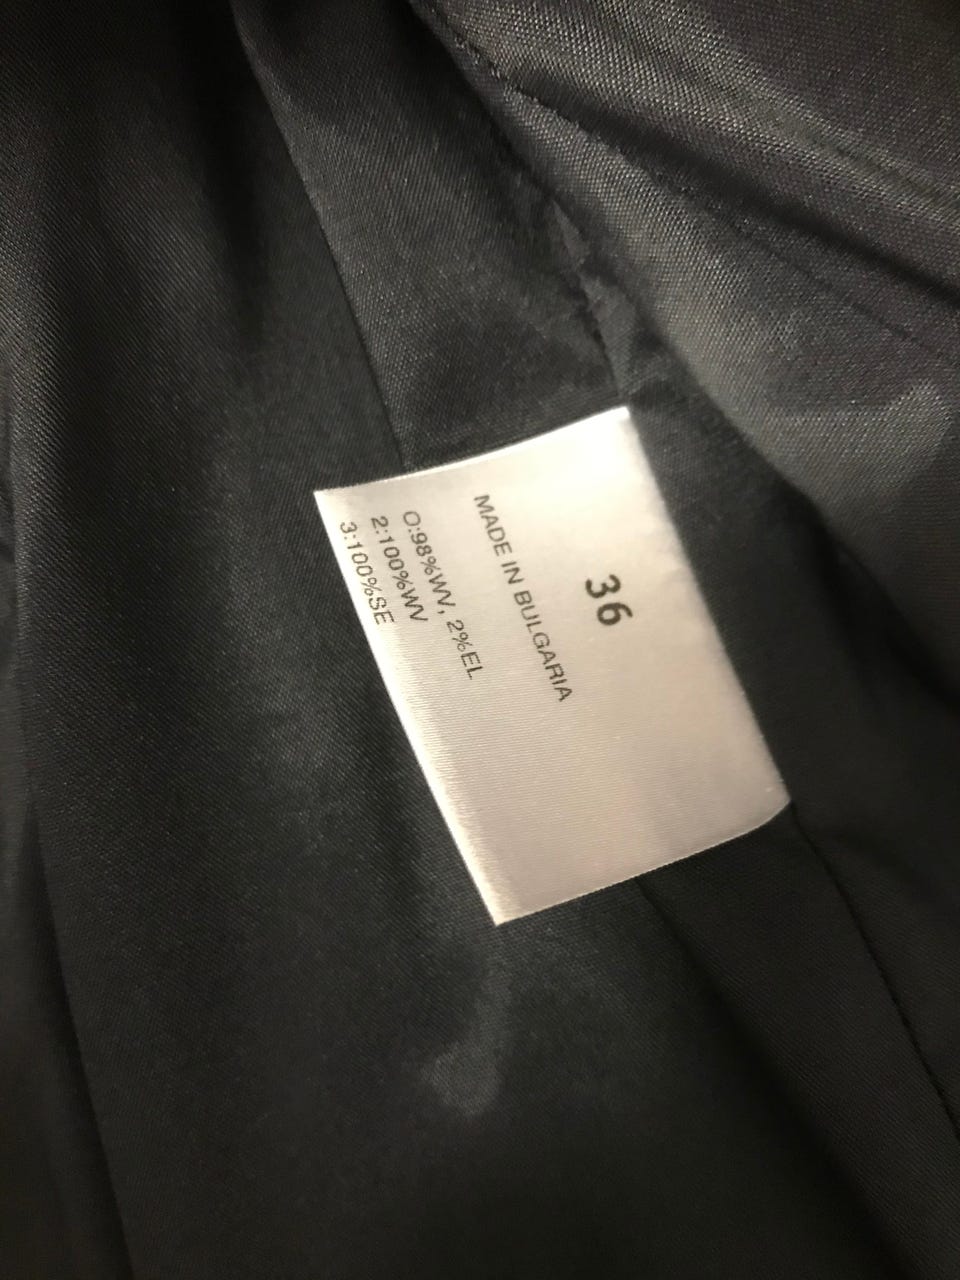 36
MADE IN BULGARIA
O:98%WV, 2%EL
2:100%WV
3:100%SE